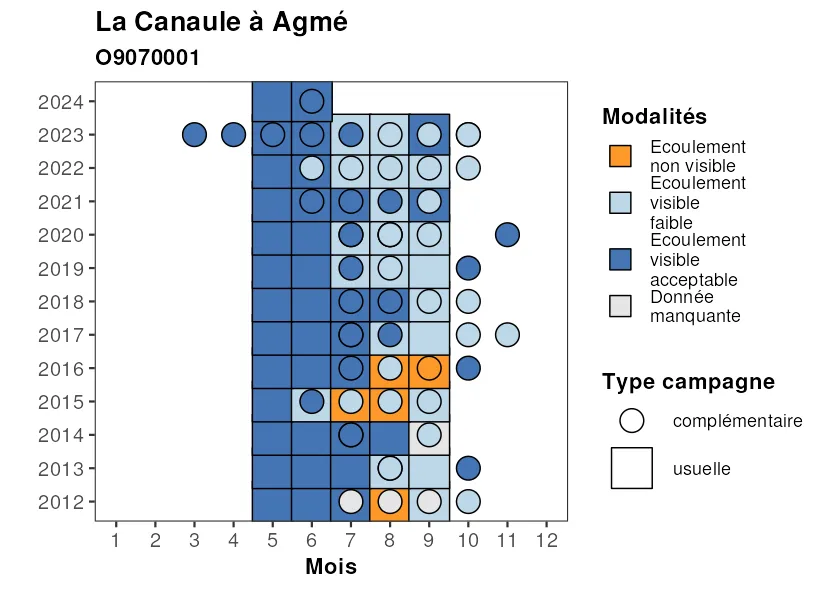 La Canaule à Agmé
O9070001
2024
2023
2022
2021
2020
2019
2018
2017
2016
2015
2014
2013
2012
1 2 3 4 5 6 7 8 9 10 11 12
Mois
Modalités
Ecoulement
non visible
Ecoulement
visible
faible
Ecoulement
visible
acceptable
Donnée
manquante
Type campagne
complémentaire
usuelle